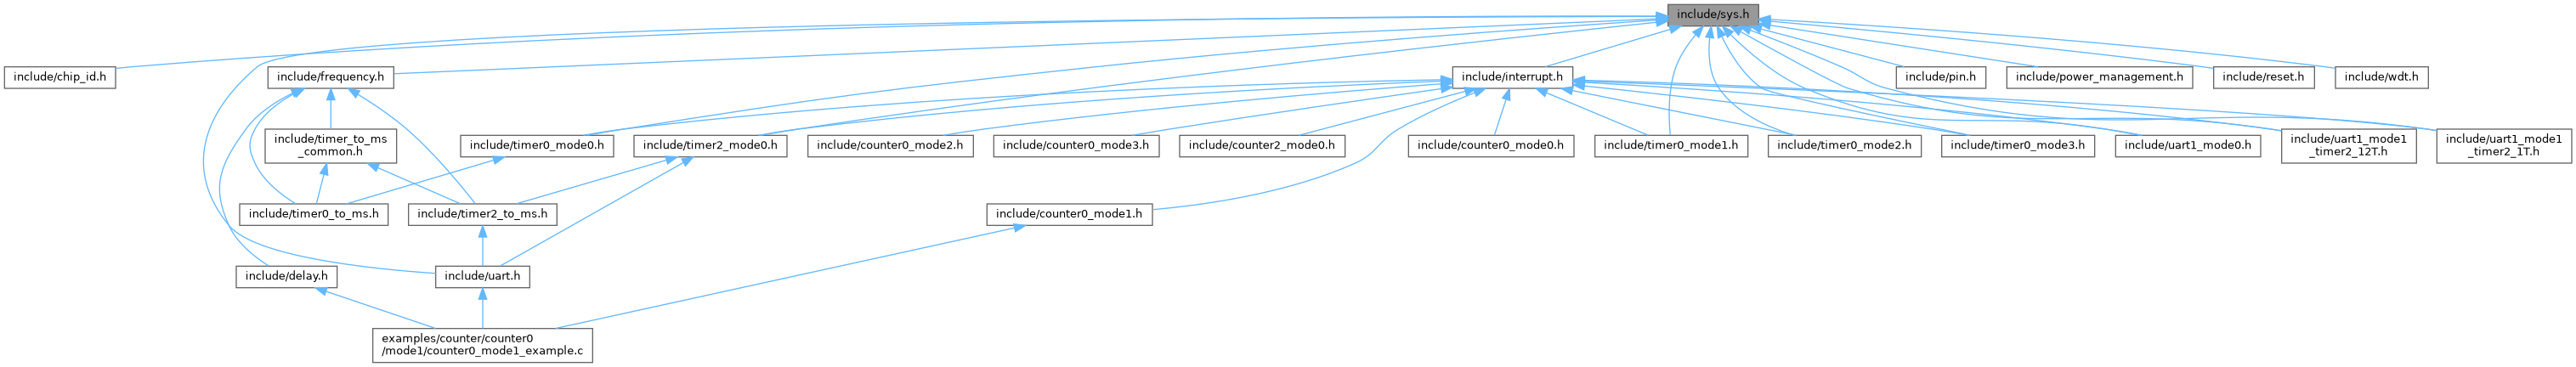 include/sys.h
include/chip_id.h
include/frequency.h
include/interrupt.h
include/pin.h
include/power_management.h
include/reset.h
include/wdt.h
include/timer_to_ms
_common.h
include/timer0_mode0.h
include/timer2_mode0.h
include/counter0_mode2.h
include/counter0_mode3.h
include/counter2_mode0.h
include/counter0_mode0.h
include/timer0_mode1.h
include/timer0_mode2.h
include/timer0_mode3.h
include/uart1_mode0.h
include/uart1_mode1
_timer2_12T.h
include/uart1_mode1
_timer2_1T.h
include/timer0_to_ms.h
include/timer2_to_ms.h
include/counter0_mode1.h
include/delay.h
include/uart.h
examples/counter/counter0
/mode1/counter0_mode1_example.c